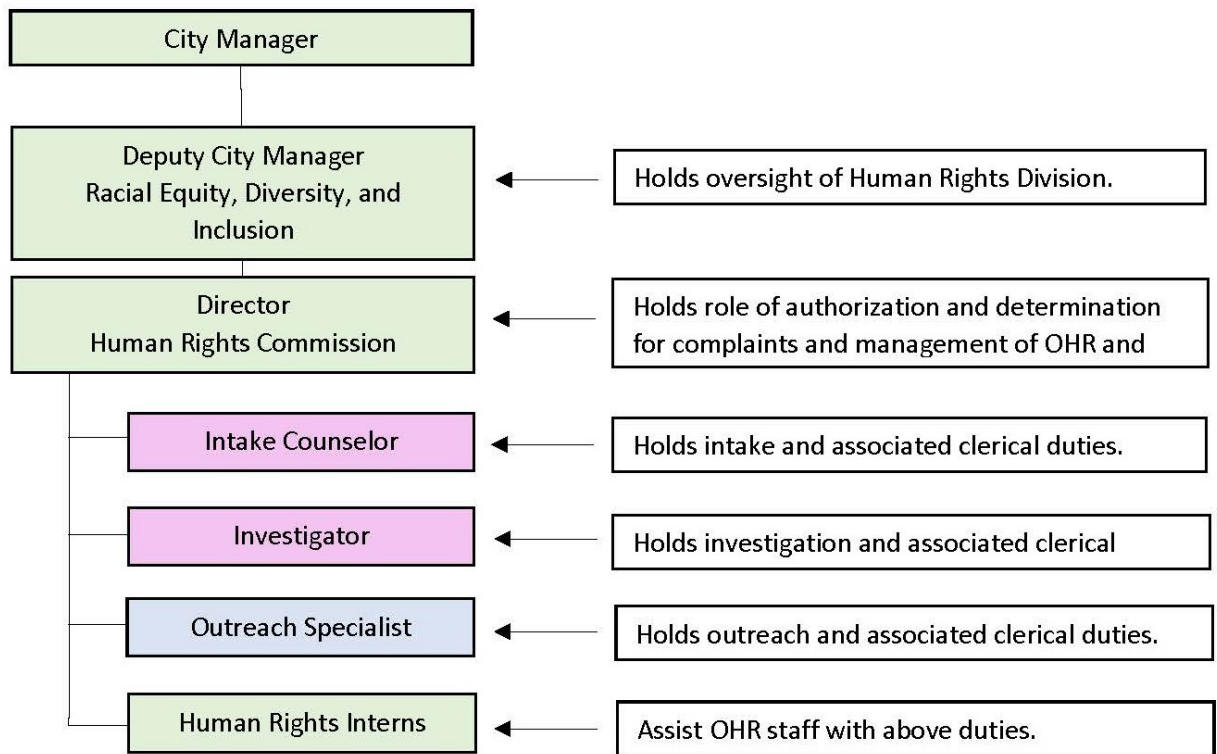 City Manager
Deputy City Manager
Racial Equity, Diversity, and
Inclusion
Holds oversight of Human Rights Division.
Director
Human Rights Commission
Holds role of authorization and determination
for complaints and management of OHR and
Intake Counselor
Holds intake and associated clerical duties.
Investigator
Holds investigation and associated clerical
Outreach Specialist
Holds outreach and associated clerical duties.
Human Rights Interns
Assist OHR staff with above duties.